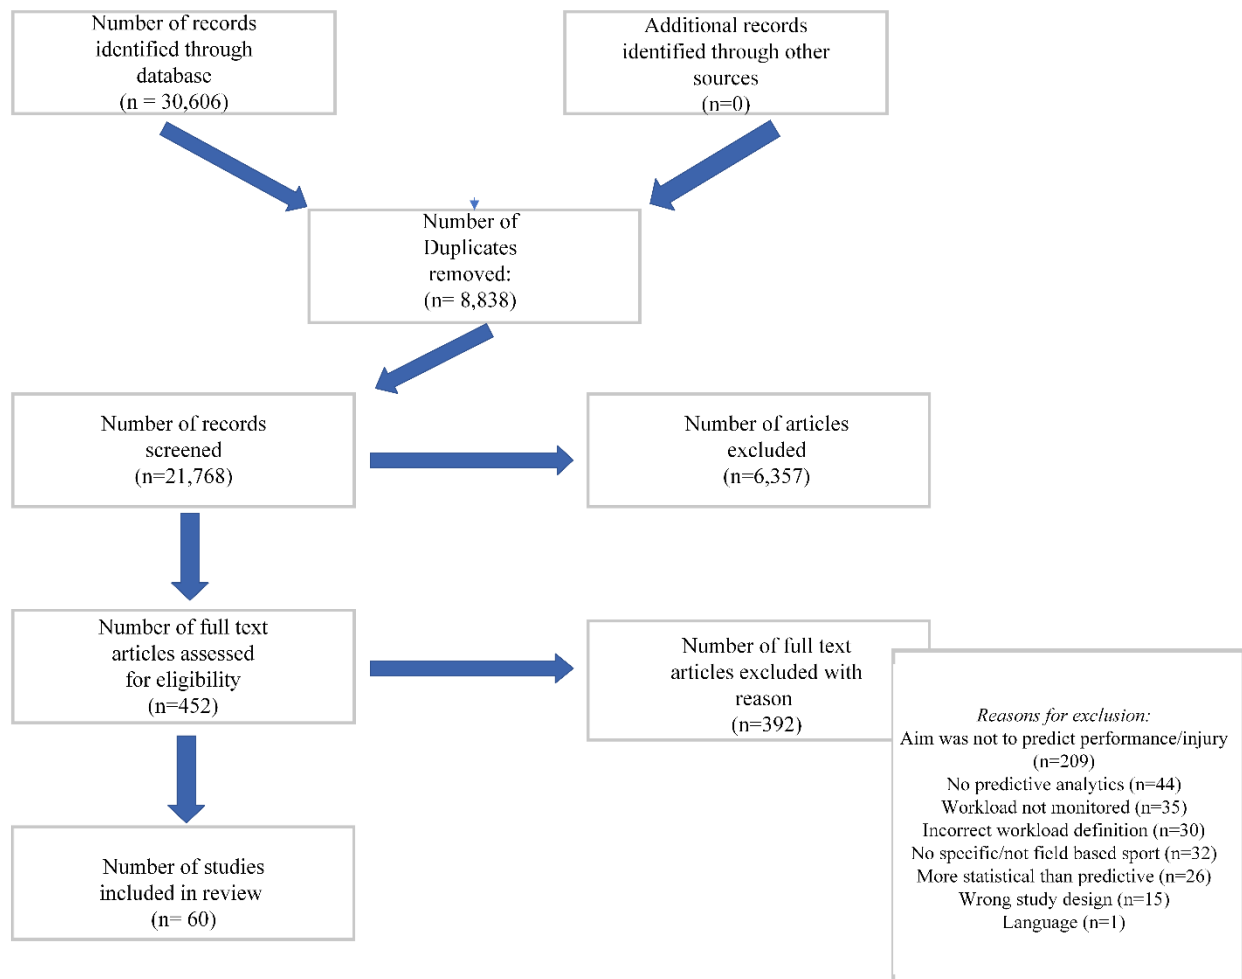 Number of records
identified through
database
(n = 30,606)
Additional records
identified through other
sources
(n=0)
Number of
Duplicates
removed:
(n= 8,838)
Number of records
screened
(n=21,768)
Number of articles
excluded
(n=6,357)
Number of full text
articles assessed
for eligibility
(n=452)
Number of full text
articles excluded with
reason
(n=392)
Reasons for exclusion:
Aim was not to predict performance/injury
(n=209)
No predictive analytics (n=44)
Workload not monitored (n=35)
Incorrect workload definition (n=30)
No specific/not field based sport (n=32)
More statistical than predictive (n=26)
Wrong study design (n=15)
Language (n=1)
Number of studies
included in review
(n= 60)